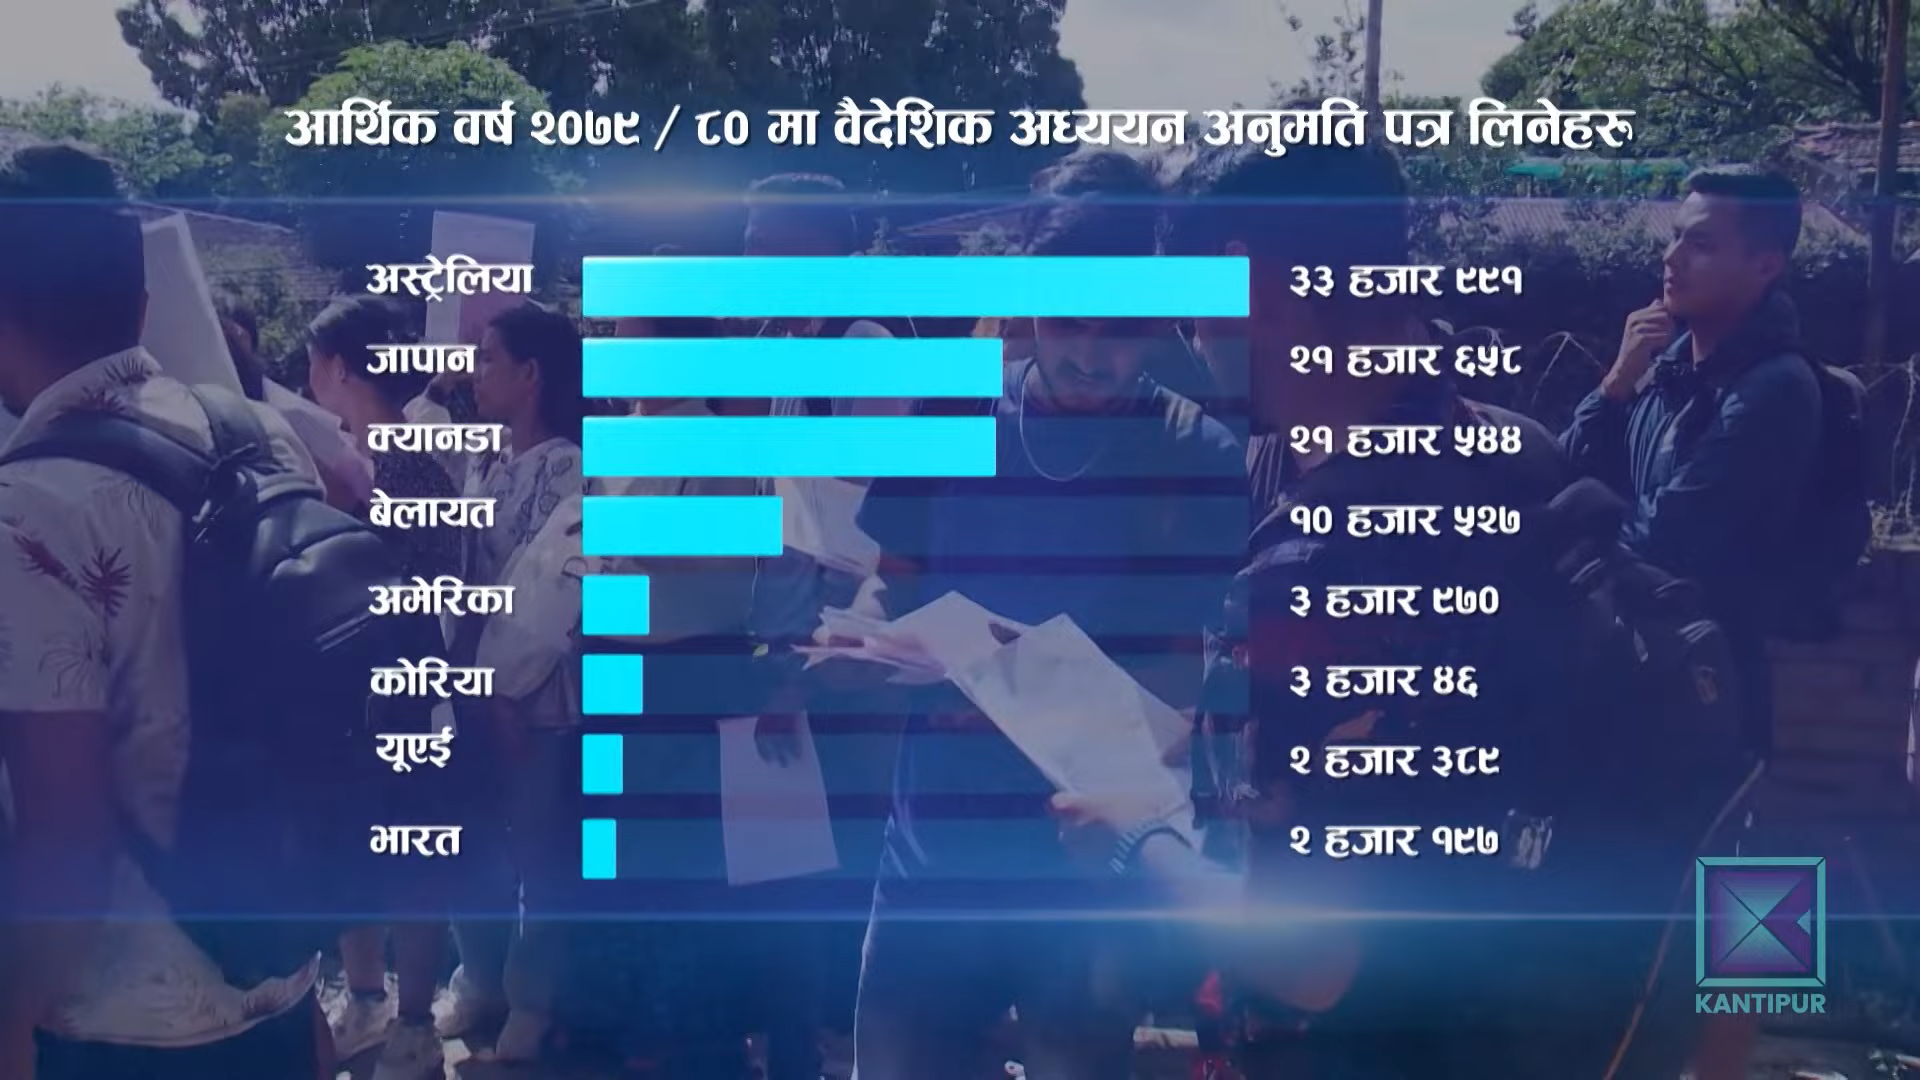 आर्थिक वर्ष २०७९ / ८० मा वैदेशिक अध्ययन अनुमति पत्र लिनेहरू
अस्ट्रेलिया ३३ हजार ९९१
जापान २१ हजार ६५८
क्यानडा २१ हजार ५४४
बेलायत १० हजार ५२७
अमेरिका ३ हजार ९७०
कोरिया ३ हजार ४६
यूएई २ हजार ३८९
भारत २ हजार १९७
KANTIPUR